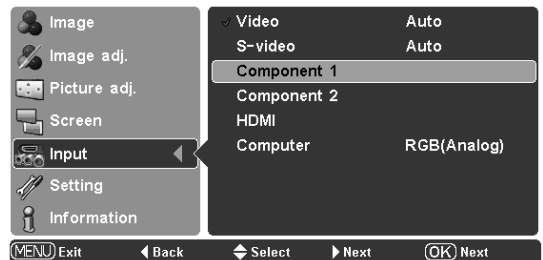 Image
Image adj.
Picture adj.
Screen
Input
Setting
Information
Video Auto
S-video Auto
Component 1
Component 2
HDMI
Computer RGB(Analog)
MENU Exit Back Select Next OK Next